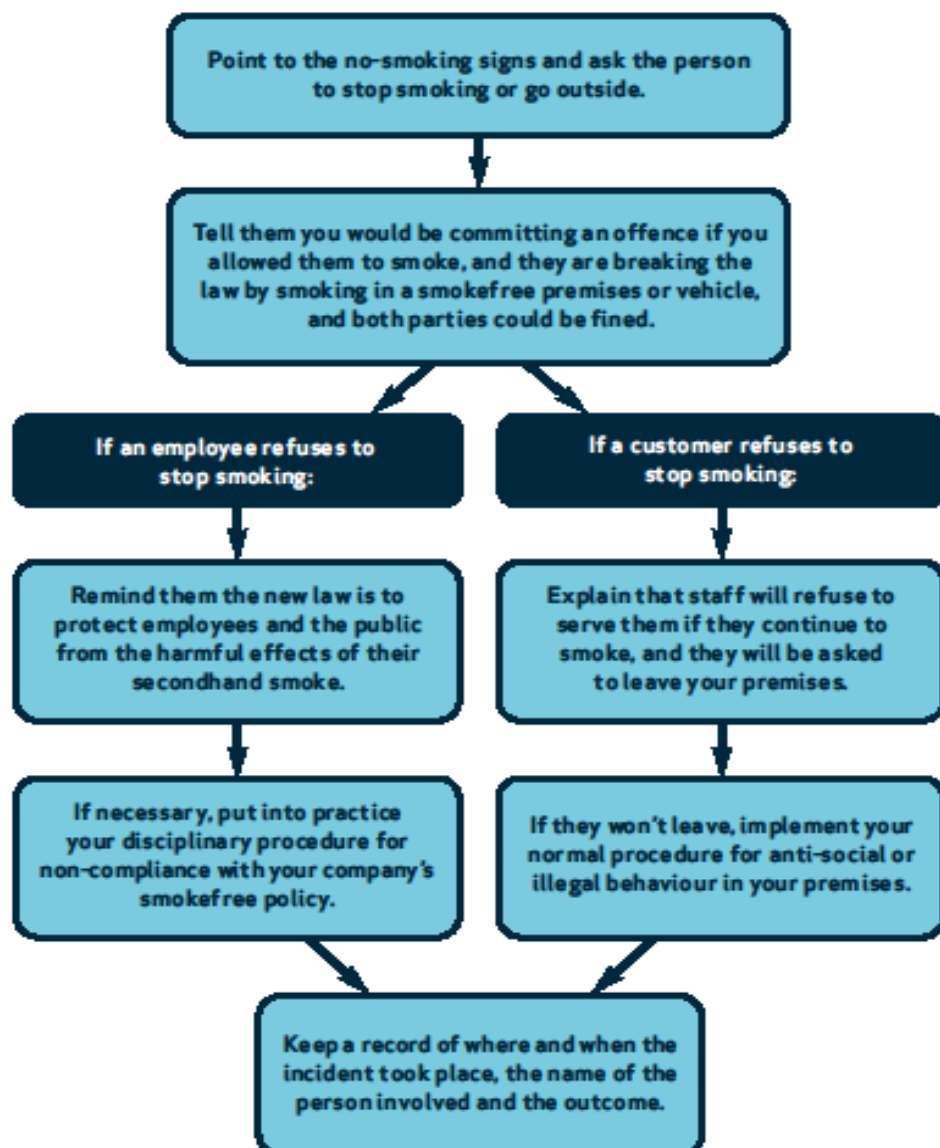 Point to the no-smoking signs and ask the person
to stop smoking or go outside.
Tell them you would be committing an offence if you
allowed them to smoke, and they are breaking the
law by smoking in a smokefree premises or vehicle,
and both parties could be fined.
If an employee refuses to
stop smoking:
Remind them the new law is to
protect employees and the public
from the harmful effects of their
secondhand smoke.
If necessary, put into practice
your disciplinary procedure for
non-compliance with your company's
smokefree policy.
If a customer refuses to
stop smoking:
Explain that staff will refuse to
serve them if they continue to
smoke, and they will be asked
to leave your premises.
If they won't leave, implement your
normal procedure for anti-social or
illegal behaviour in your premises.
Keep a record of where and when the
incident took place, the name of the
person involved and the outcome.